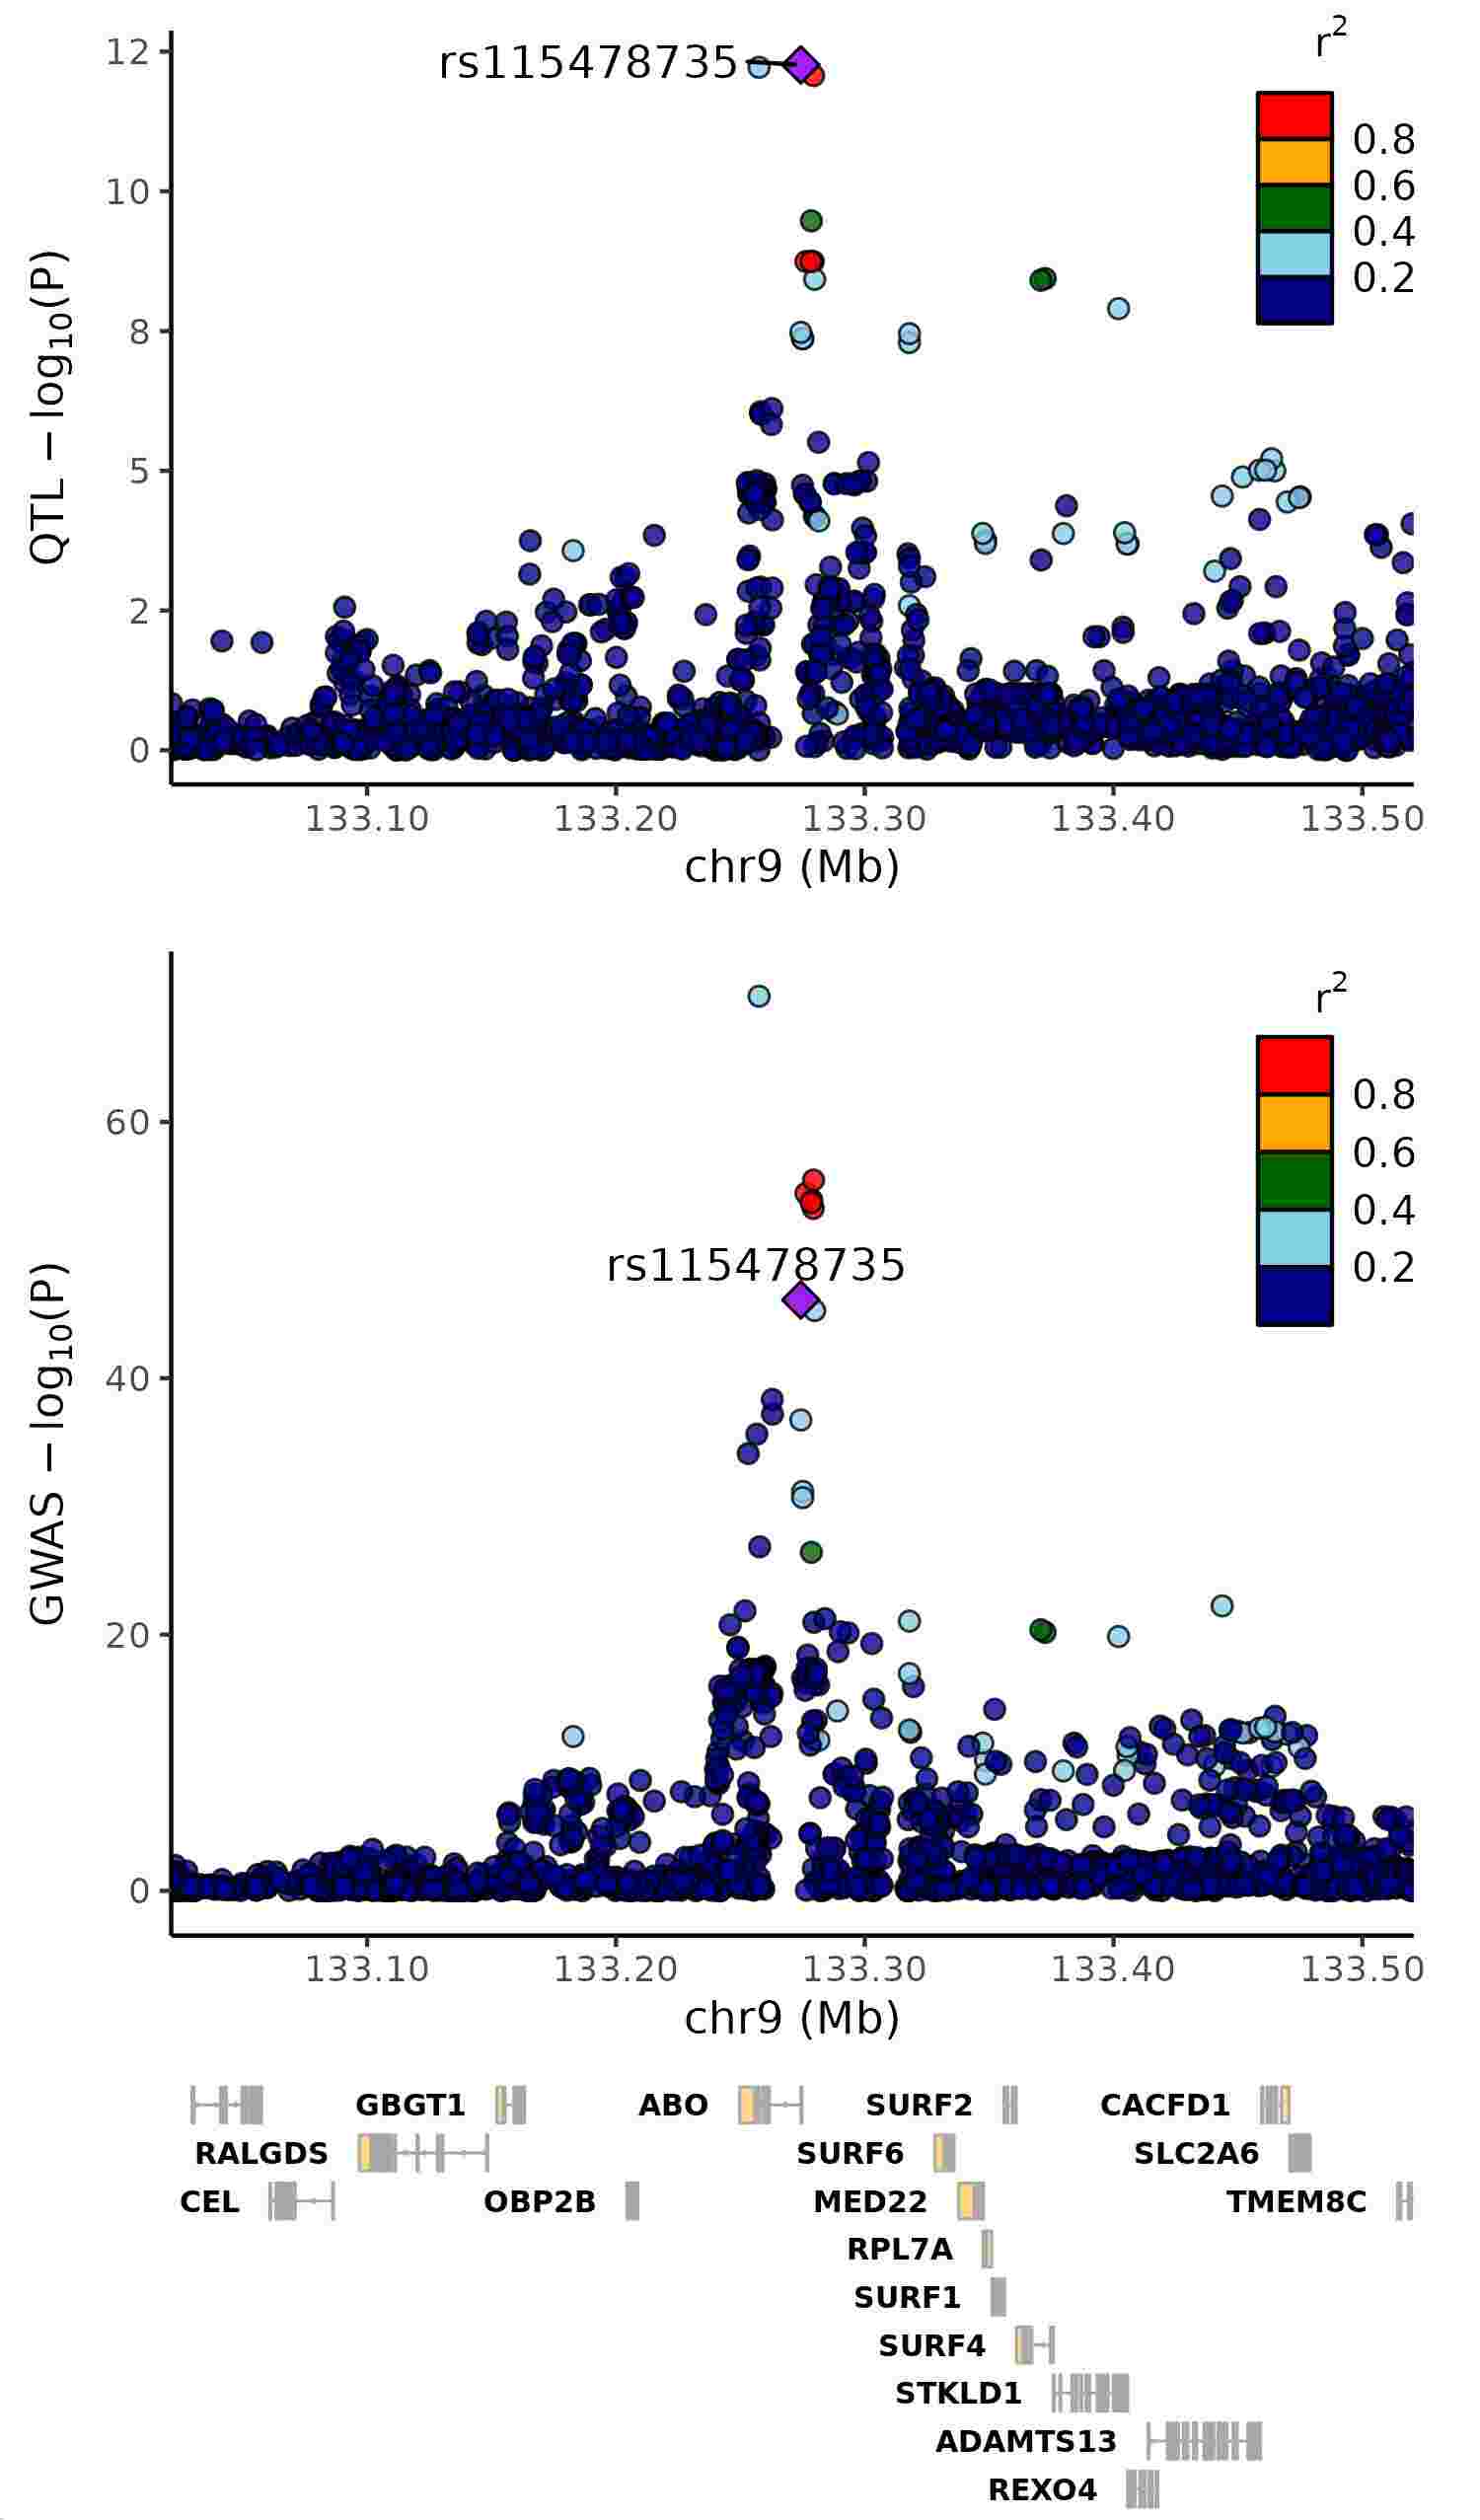 r²
rs115478735
12
10
8
5
2
0
QTL −log₁₀(P)
0.8
0.6
0.4
0.2
133.10 133.20 133.30 133.40 133.50
chr9 (Mb)
r²
60
40
20
0
GWAS −log₁₀(P)
0.8
0.6
0.4
0.2
rs115478735
133.10 133.20 133.30 133.40 133.50
chr9 (Mb)
GBGT1 ABO SURF2 CACFD1
RALGDS SURF6 SLC2A6
CEL OBP2B MED22 TMEM8C
RPL7A
SURF1
SURF4
STKLD1
ADAMTS13
REXO4